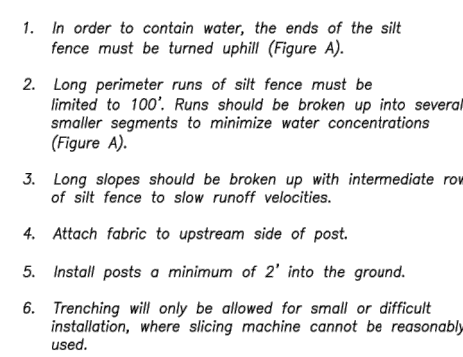 1. In order to contain water, the ends of the silt
fence must be turned uphill (Figure A).
2. Long perimeter runs of silt fence must be
limited to 100'. Runs should be broken up into several
smaller segments to minimize water concentrations
(Figure A).
3. Long slopes should be broken up with intermediate row
of silt fence to slow runoff velocities.
4. Attach fabric to upstream side of post.
5. Install posts a minimum of 2' into the ground.
6. Trenching will only be allowed for small or difficult
installation, where slicing machine cannot be reasonably
used.